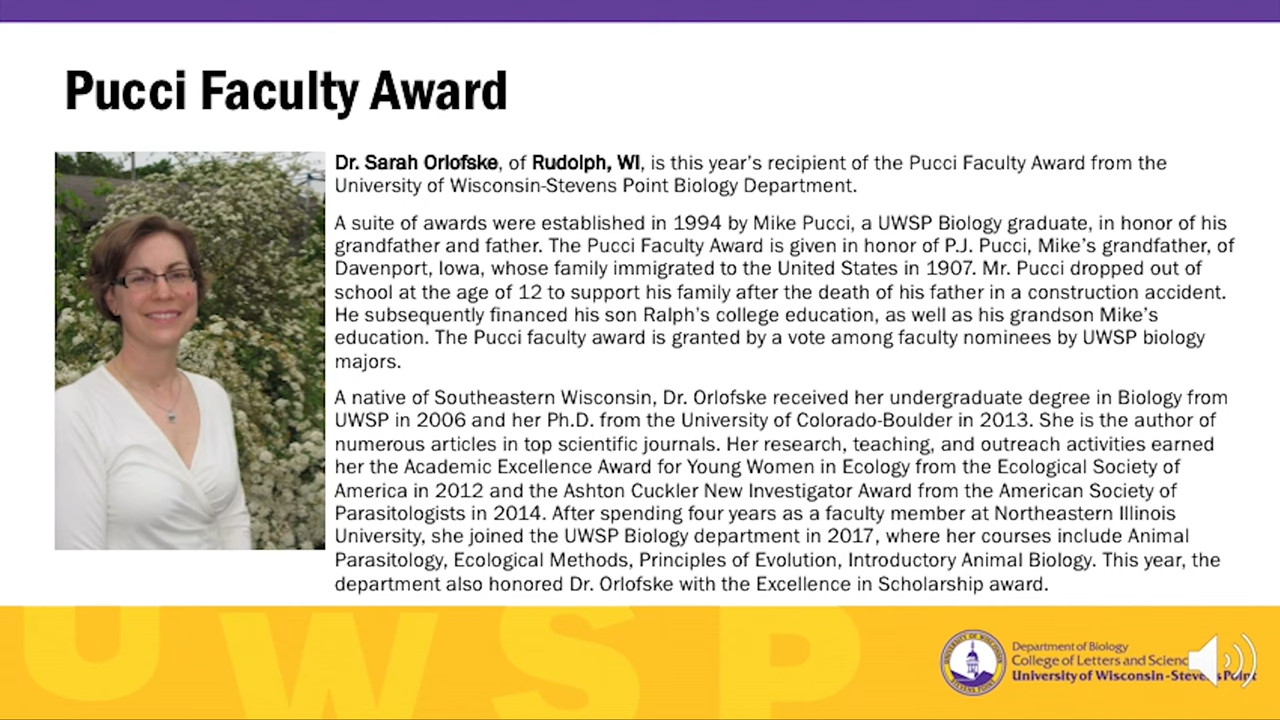 Pucci Faculty Award
Dr. Sarah Orlofske, of Rudolph, WI, is this year's recipient of the Pucci Faculty Award from the
University of Wisconsin-Stevens Point Biology Department.
A suite of awards were established in 1994 by Mike Pucci, a UWSP Biology graduate, in honor of his
grandfather and father. The Pucci Faculty Award is given in honor of P.J. Pucci, Mike's grandfather, of
Davenport, Iowa, whose family immigrated to the United States in 1907. Mr. Pucci dropped out of
school at the age of 12 to support his family after the death of his father in a construction accident.
He subsequently financed his son Ralph's college education, as well as his grandson Mike's
education. The Pucci faculty award is granted by a vote among faculty nominees by UWSP biology
majors.
A native of Southeastern Wisconsin, Dr. Orlofske received her undergraduate degree in Biology from
UWSP in 2006 and her Ph.D. from the University of Colorado-Boulder in 2013. She is the author of
numerous articles in top scientific journals. Her research, teaching, and outreach activities earned
her the Academic Excellence Award for Young Women in Ecology from the Ecological Society of
America in 2012 and the Ashton Cuckler New Investigator Award from the American Society of
Parasitologists in 2014. After spending four years as a faculty member at Northeastern Illinois
University, she joined the UWSP Biology department in 2017, where her courses include Animal
Parasitology, Ecological Methods, Principles of Evolution, Introductory Animal Biology. This year, the
department also honored Dr. Orlofske with the Excellence in Scholarship award.
UWSP
UNIVERSITY OF WISCONSIN
STEVENS POINT
Department of Biology
College of Letters and Scienc
University of Wisconsin-Stevens Point